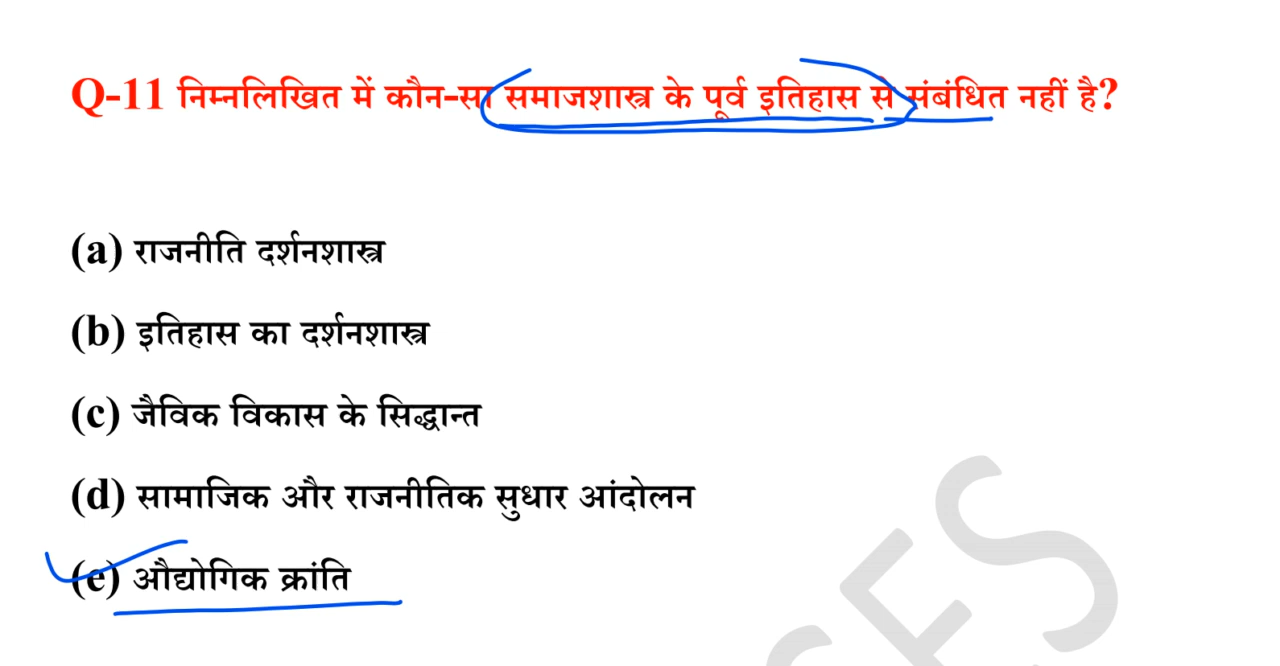 Q-11 निम्नलिखित में कौन-सा समाजशास्त्र के पूर्व इतिहास से संबंधित नहीं है?
(a) राजनीति दर्शनशास्त्र
(b) इतिहास का दर्शनशास्त्र
(c) जैविक विकास के सिद्धान्त
(d) सामाजिक और राजनीतिक सुधार आंदोलन
(e) औद्योगिक क्रांति